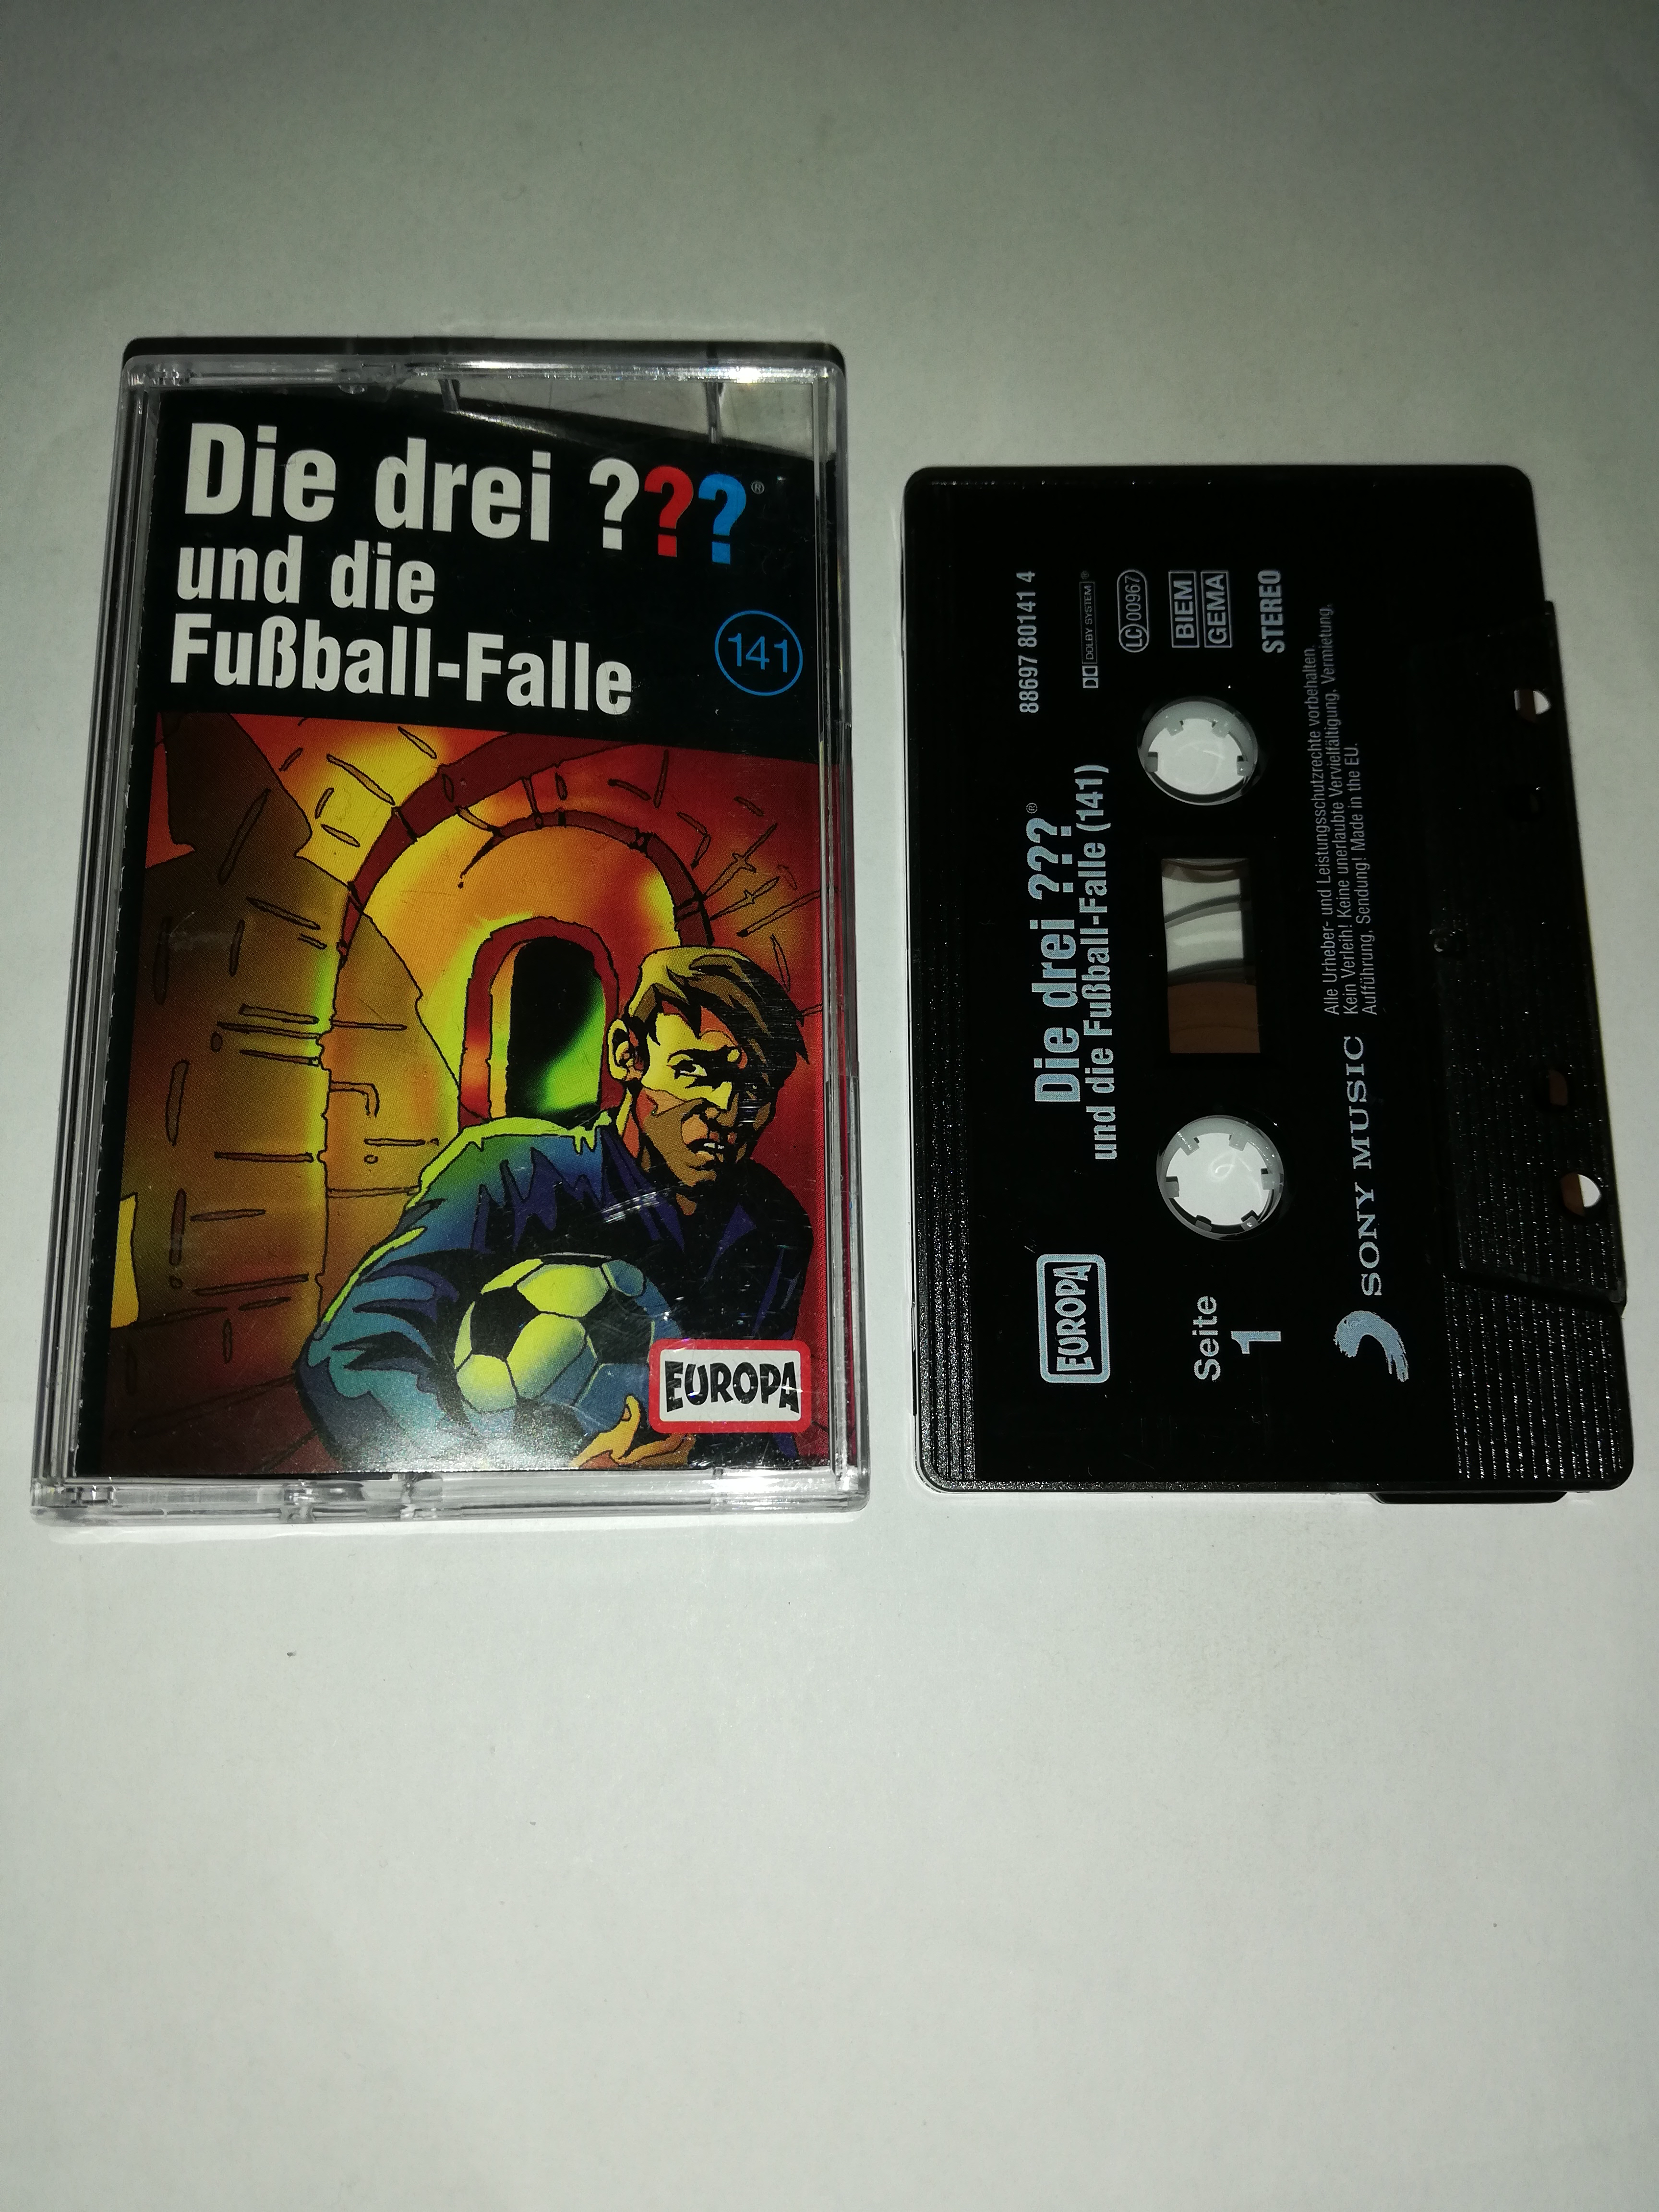 Die drei ???®
und die
Fußball-Falle
141
EUROPA
88697 80141 4
DOLBY SYSTEM®
LC 00967
BIEM
GEMA
STEREO
Die drei ???®
und die Fußball-Falle (141)
EUROPA
Seite
1
SONY MUSIC
Alle Urheber- und Leistungsschutzrechte vorbehalten.
Kein Verleih! Keine unerlaubte Vervielfältigung, Vermietung,
Aufführung, Sendung! Made in the EU.